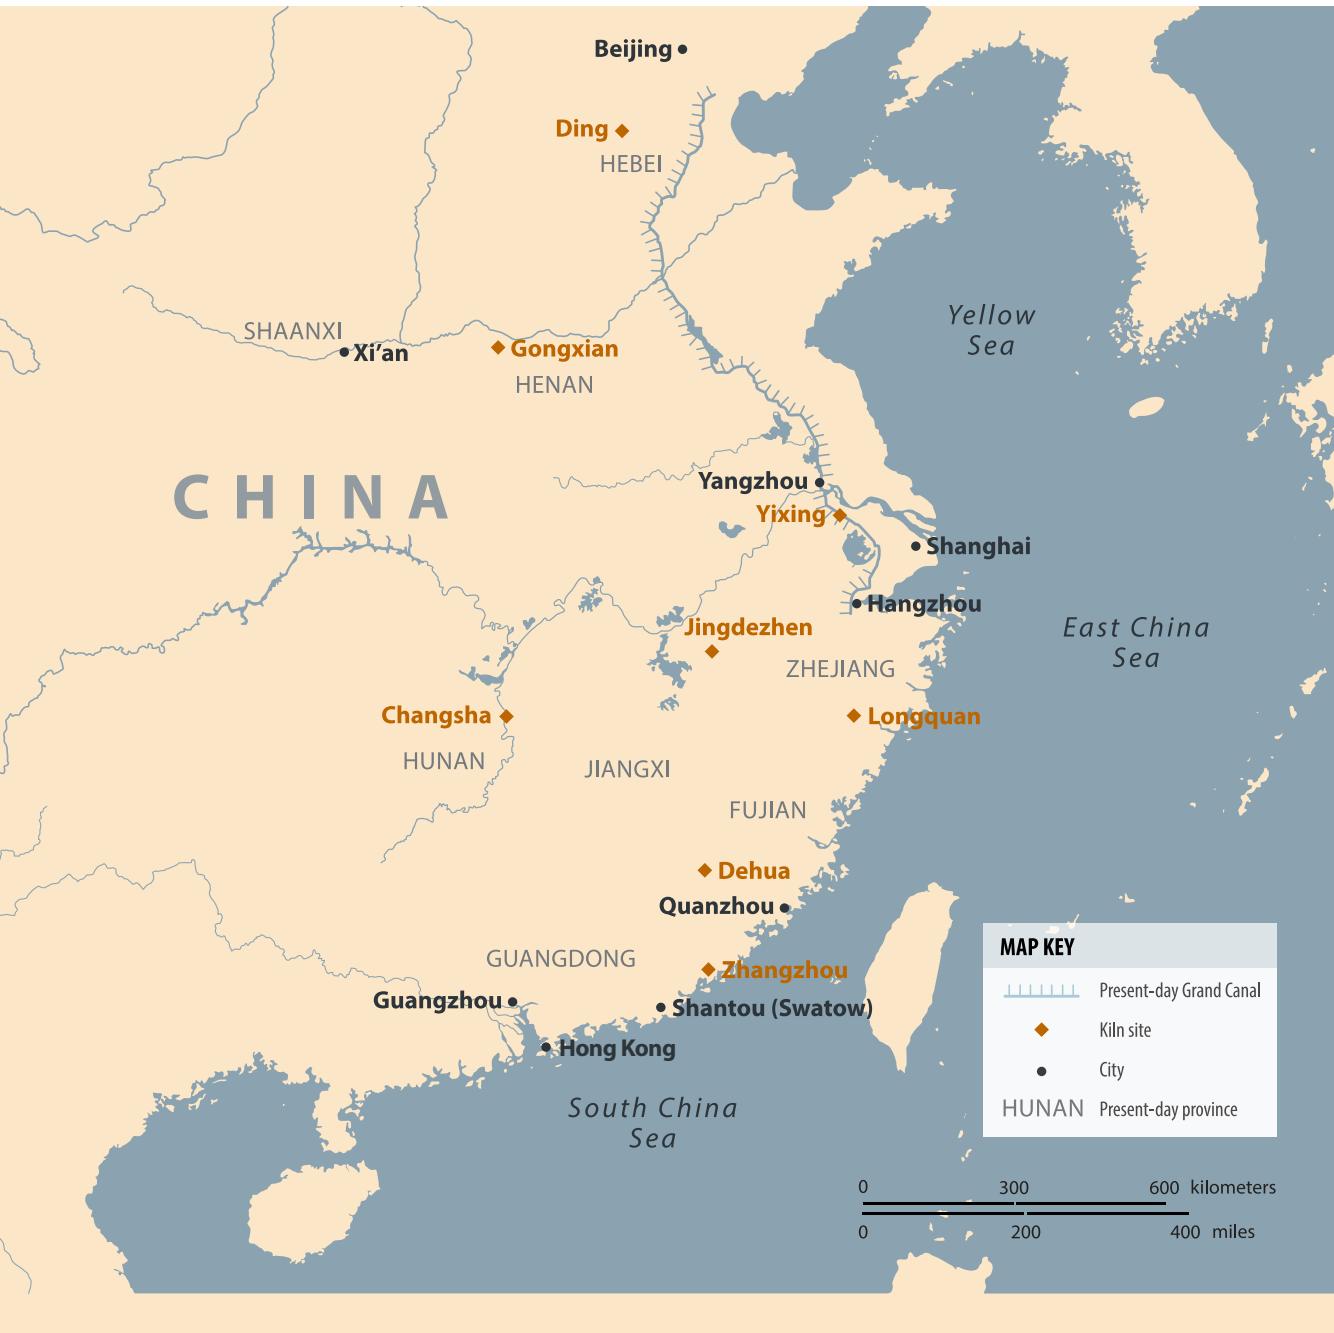 Beijing
Ding
HEBEI
Yellow
Sea
SHAANXI
Xi’an
Gongxian
HENAN
CHINA
Yangzhou
Yixing
Shanghai
Hangzhou
Jingdezhen
East China
Sea
ZHEJIANG
Changsha
Longquan
HUNAN
JIANGXI
FUJIAN
Dehua
Quanzhou
GUANGDONG
Zhangzhou
Guangzhou
Shantou (Swatow)
Hong Kong
South China
Sea
MAP KEY
Present-day Grand Canal
Kiln site
City
HUNAN Present-day province
0 300 600 kilometers
0 200 400 miles